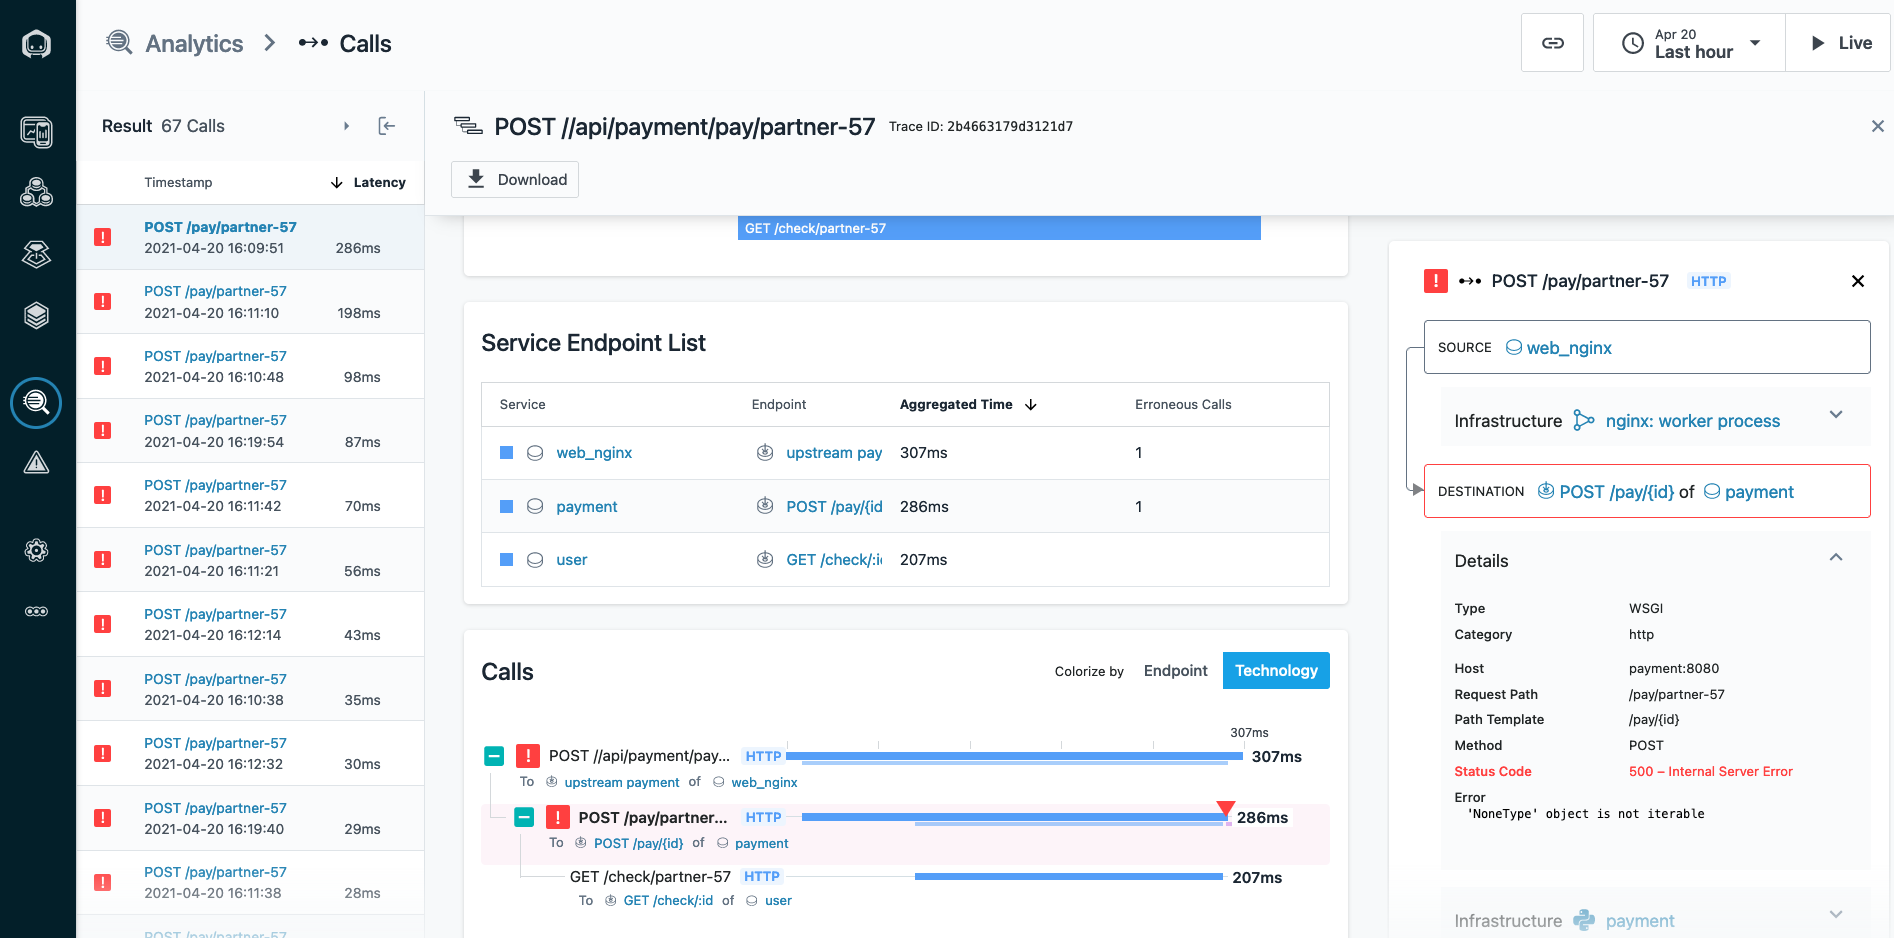 Analytics
Calls
Apr 20
Last hour
Live
Result 67 Calls
Timestamp
Latency
POST /pay/partner-57
2021-04-20 16:09:51 286ms
POST /pay/partner-57
2021-04-20 16:11:10 198ms
POST /pay/partner-57
2021-04-20 16:10:48 98ms
POST /pay/partner-57
2021-04-20 16:19:54 87ms
POST /pay/partner-57
2021-04-20 16:11:42 70ms
POST /pay/partner-57
2021-04-20 16:11:21 56ms
POST /pay/partner-57
2021-04-20 16:12:14 43ms
POST /pay/partner-57
2021-04-20 16:10:38 35ms
POST /pay/partner-57
2021-04-20 16:12:32 30ms
POST /pay/partner-57
2021-04-20 16:19:40 29ms
POST /pay/partner-57
2021-04-20 16:11:38 28ms
POST /pay/partner-57
POST //api/payment/pay/partner-57 Trace ID: 2b4663179d3121d7
Download
GET /check/partner-57
Service Endpoint List
Service Endpoint Aggregated Time Erroneous Calls
web_nginx upstream pay 307ms 1
payment POST /pay/{id 286ms 1
user GET /check/:i 207ms
Calls
Colorize by Endpoint Technology
307ms
POST //api/payment/pay... HTTP 307ms
To upstream payment of web_nginx
POST /pay/partner... HTTP 286ms
To POST /pay/{id} of payment
GET /check/partner-57 HTTP 207ms
To GET /check/:id of user
POST /pay/partner-57 HTTP
SOURCE web_nginx
Infrastructure nginx: worker process
DESTINATION POST /pay/{id} of payment
Details
Type WSGI
Category http
Host payment:8080
Request Path /pay/partner-57
Path Template /pay/{id}
Method POST
Status Code 500 – Internal Server Error
Error
'NoneType' object is not iterable
Infrastructure payment